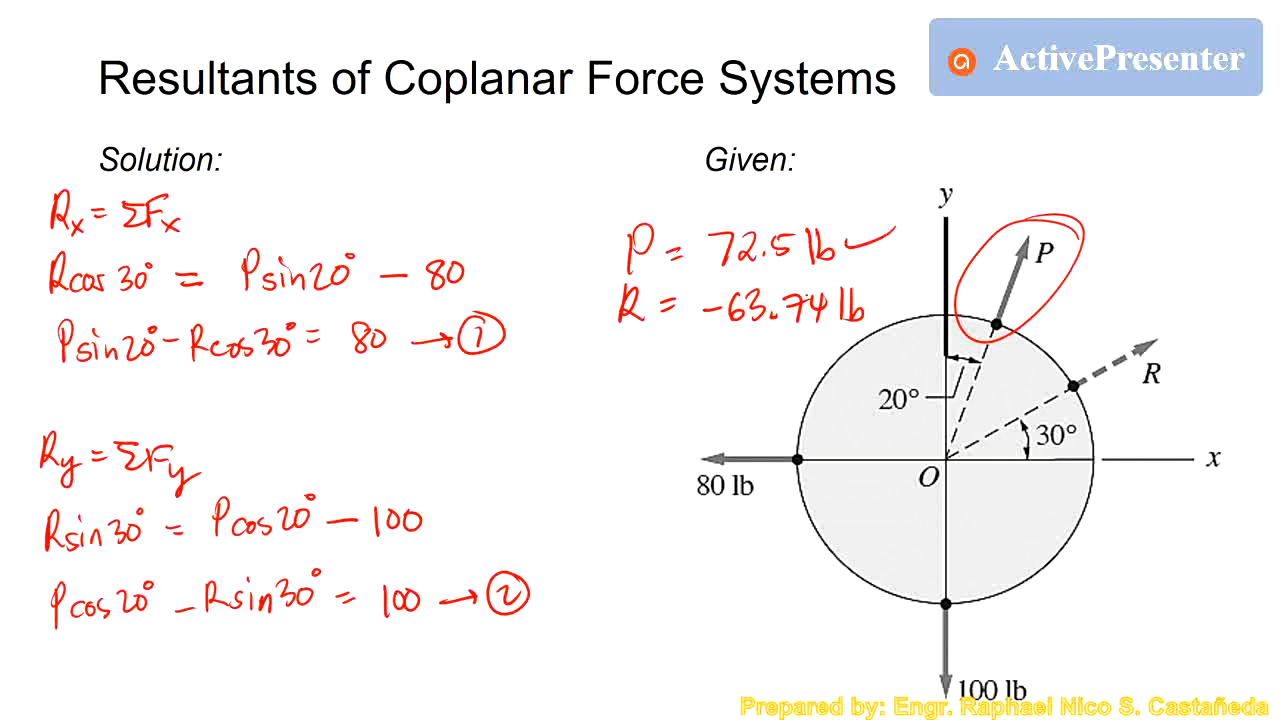 Resultants of Coplanar Force Systems
ActivePresenter
Solution:
Rx = ΣFx
Rcos30° = Psin20° - 80
Psin20° - Rcos30° = 80 → ①
Ry = ΣFy
Rsin30° = Pcos20° - 100
Pcos20° - Rsin30° = 100 → ②
Given:
P = 72.5 lb ✓
R = -63.74 lb
y
P
R
20°
30°
x
O
80 lb
100 lb
Prepared by: Engr. Raphael Nico S. Castañeda